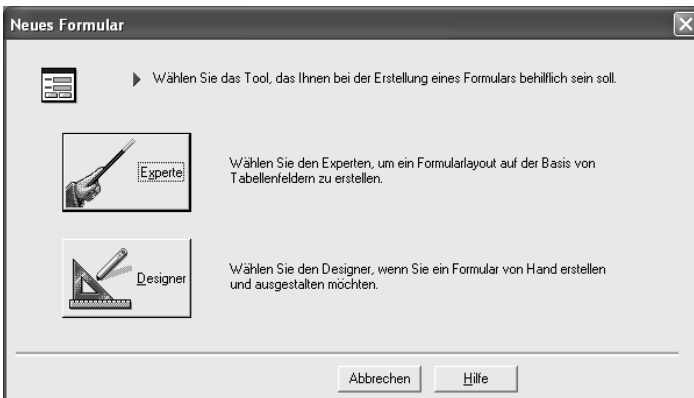 Neues Formular
Wählen Sie das Tool, das Ihnen bei der Erstellung eines Formulars behilflich sein soll.
Experte
Wählen Sie den Experten, um ein Formularlayout auf der Basis von
Tabellenfeldern zu erstellen.
Designer
Wählen Sie den Designer, wenn Sie ein Formular von Hand erstellen
und ausgestalten möchten.
Abbrechen
Hilfe